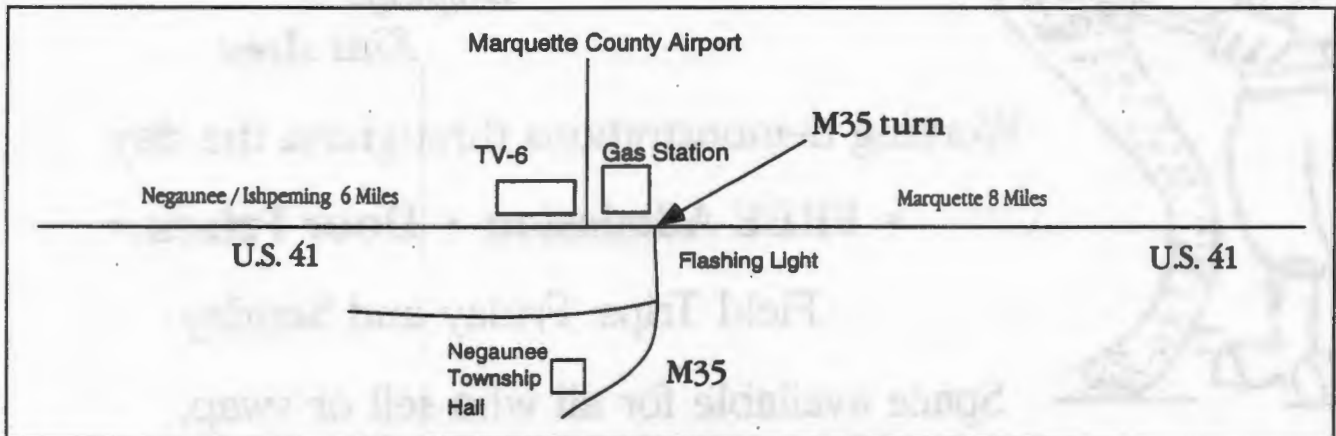 Marquette County Airport
M35 turn
TV-6
Gas Station
Negaunee / Ishpeming 6 Miles
Marquette 8 Miles
U.S. 41
Flashing Light
U.S. 41
Negaunee
Township
Hall
M35